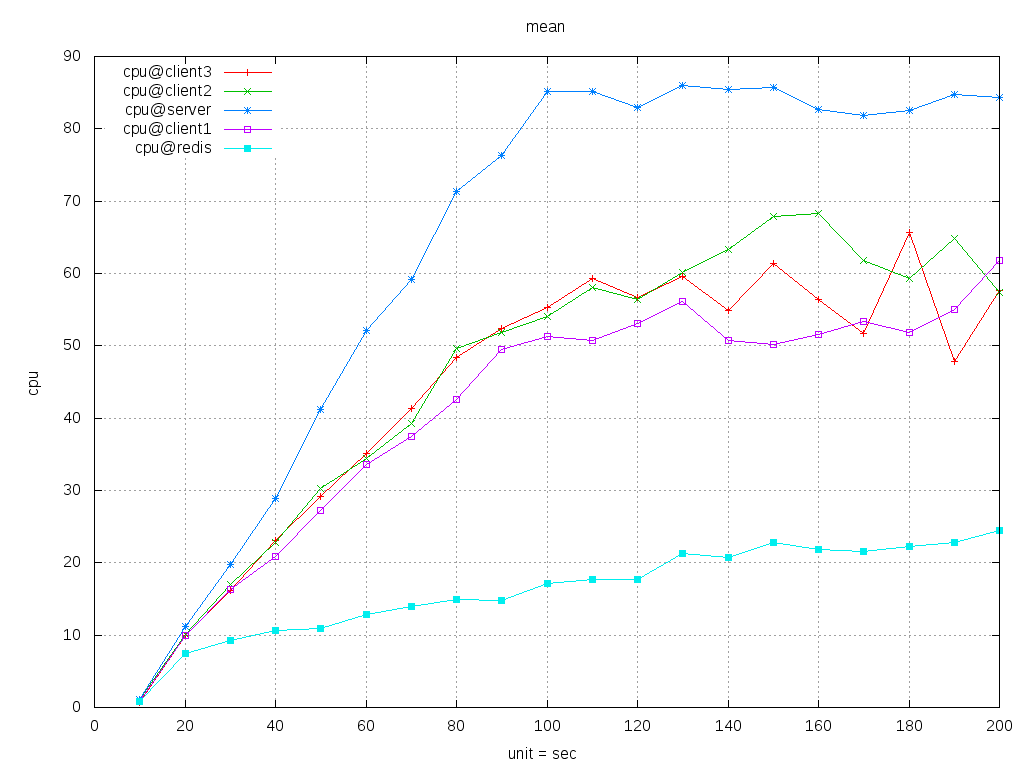 mean
90
80
70
60
50
40
30
20
10
0
cpu@client3
cpu@client2
cpu@server
cpu@client1
cpu@redis
cpu
0 20 40 60 80 100 120 140 160 180 200
unit = sec